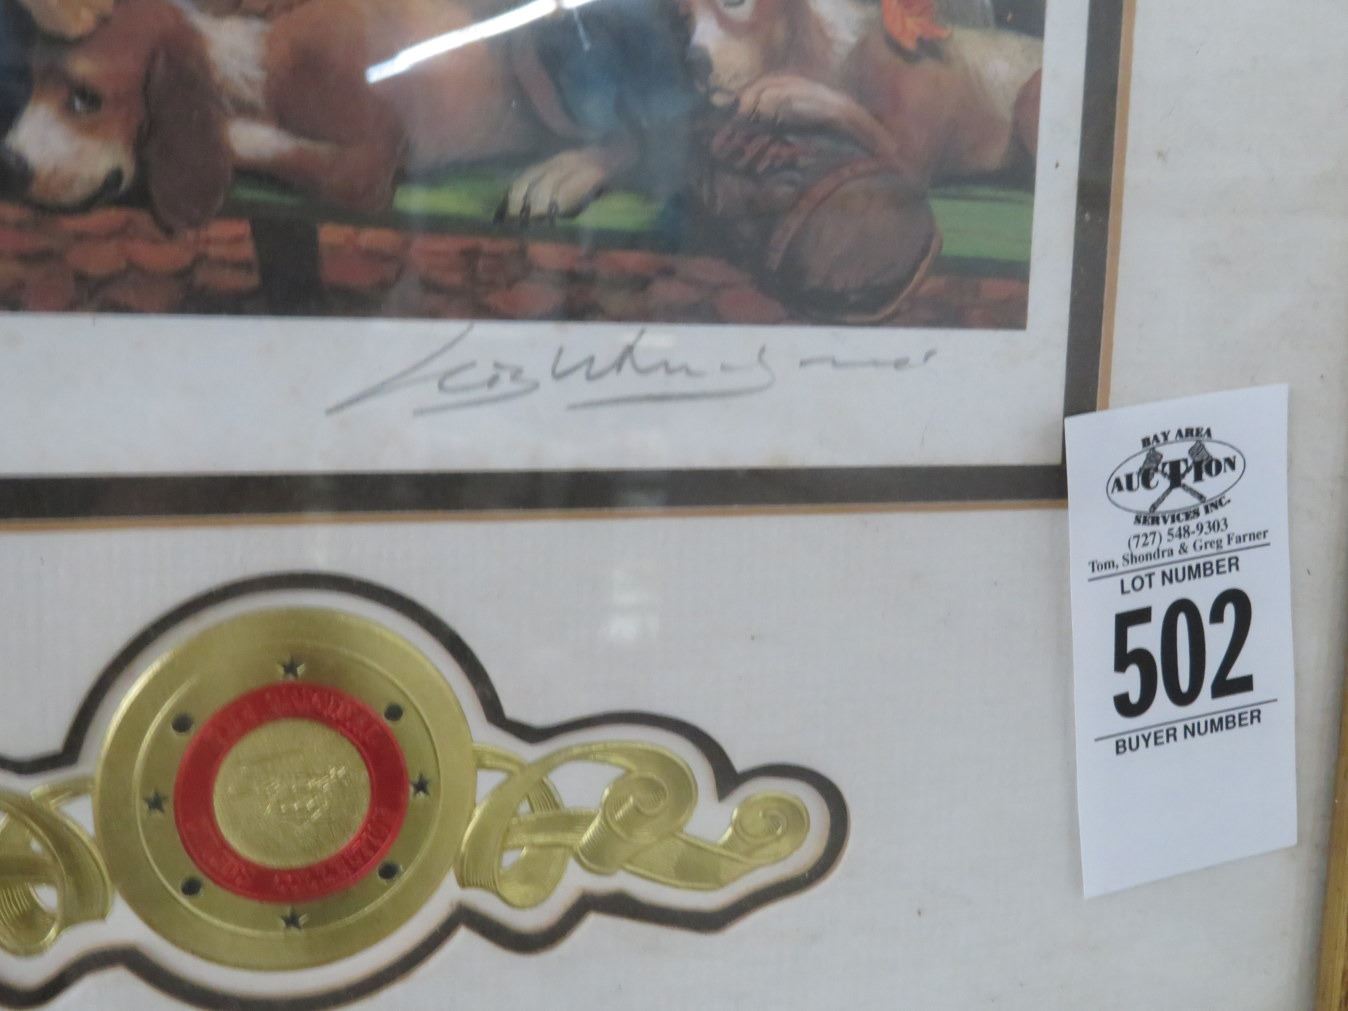 BAY AREA
AUCTION
SERVICES INC.
(727) 548-9303
Tom, Shondra & Greg Farner
LOT NUMBER
502
BUYER NUMBER